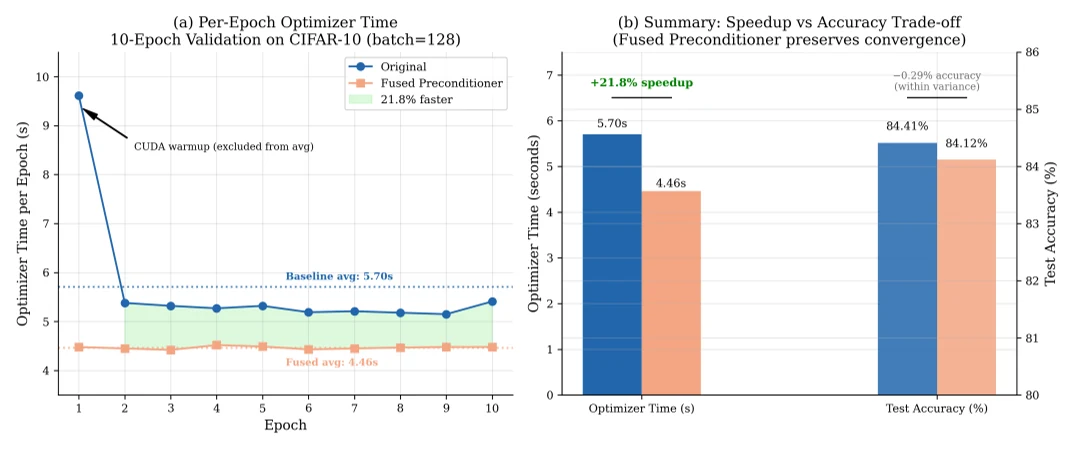 (a) Per-Epoch Optimizer Time
10-Epoch Validation on CIFAR-10 (batch=128)
Optimizer Time per Epoch (s)
10
9
8
7
6
5
4
Original
Fused Preconditioner
21.8% faster
CUDA warmup (excluded from avg)
Baseline avg: 5.70s
Fused avg: 4.46s
1 2 3 4 5 6 7 8 9 10
Epoch
(b) Summary: Speedup vs Accuracy Trade-off
(Fused Preconditioner preserves convergence)
Optimizer Time (seconds)
7
6
5
4
3
2
1
0
+21.8% speedup
5.70s
4.46s
−0.29% accuracy
(within variance)
84.41%
84.12%
Optimizer Time (s)
Test Accuracy (%)
86
85
84
83
82
81
80
Test Accuracy (%)